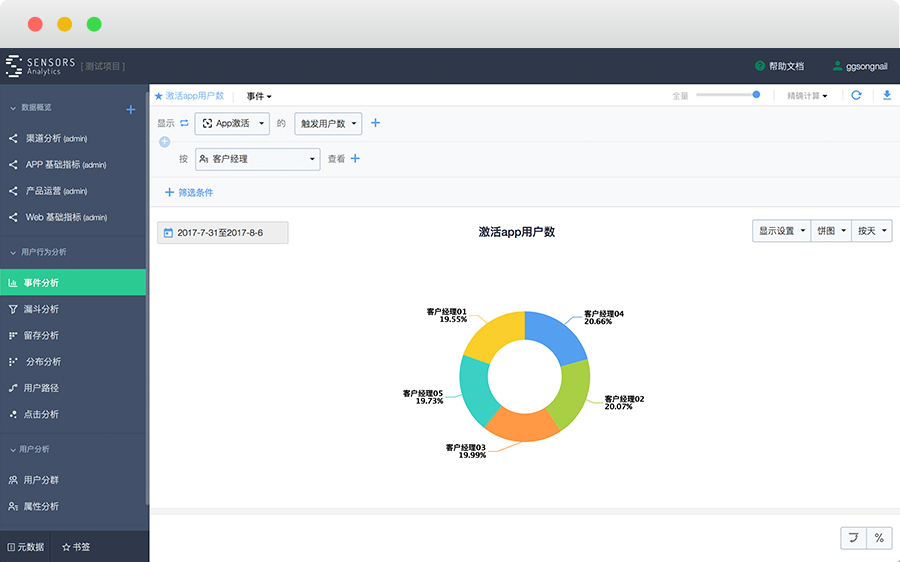 SENSORS
Analytics
[ 测试项目 ]
帮助文档
ggsongnail
数据概览
渠道分析 (admin)
APP 基础指标 (admin)
产品运营 (admin)
Web 基础指标 (admin)
用户行为分析
事件分析
漏斗分析
留存分析
分布分析
用户路径
点击分析
用户分析
用户分群
属性分析
元数据
书签
激活app用户数
事件
全量
精确计算
显示
App激活
的
触发用户数
按
客户经理
查看
筛选条件
2017-7-31至2017-8-6
激活app用户数
显示设置
饼图
按天
客户经理01
19.55%
客户经理04
20.66%
客户经理05
19.73%
客户经理02
20.07%
客户经理03
19.99%
%